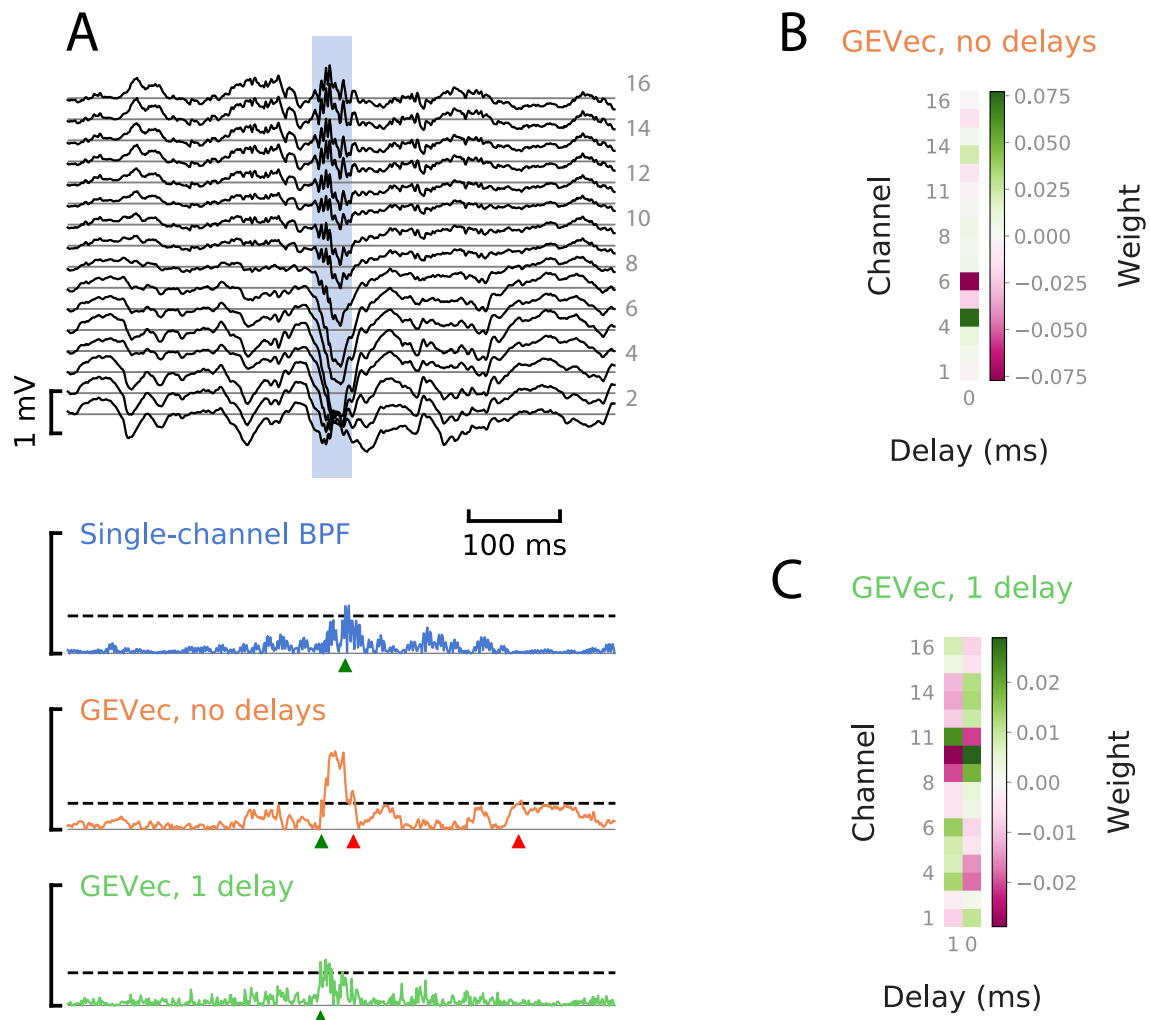 A
16
14
12
10
8
6
4
2
1 mV
Single-channel BPF
100 ms
GEVec, no delays
GEVec, 1 delay
B
GEVec, no delays
16
14
11
8
6
4
1
Channel
0
Delay (ms)
0.075
0.050
0.025
0.000
−0.025
−0.050
−0.075
Weight
C
GEVec, 1 delay
16
14
11
8
6
4
1
Channel
1 0
Delay (ms)
0.02
0.01
0.00
−0.01
−0.02
Weight